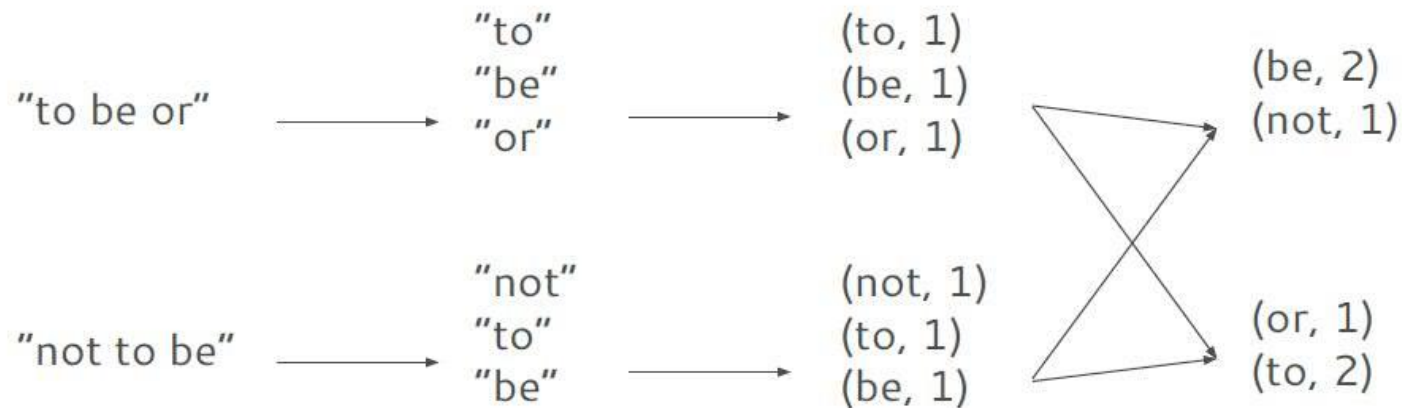 "to be or"
"to"
"be"
"or"
(to, 1)
(be, 1)
(or, 1)
(be, 2)
(not, 1)
"not to be"
"not"
"to"
"be"
(not, 1)
(to, 1)
(be, 1)
(or, 1)
(to, 2)